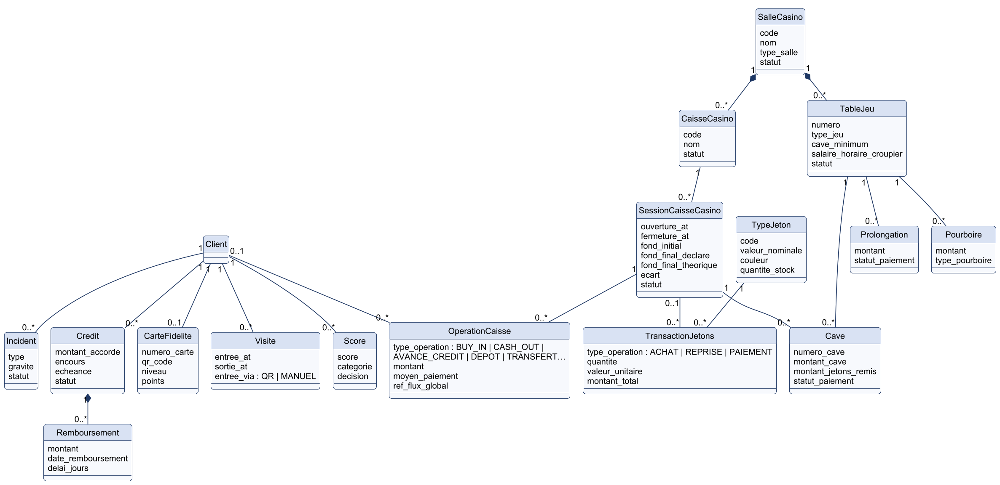 SalleCasino
code
nom
type_salle
statut
1
1
0..*
0..*
CaisseCasino
code
nom
statut
1
TableJeu
numero
type_jeu
cave_minimum
salaire_horaire_croupier
statut
1
1
1
0..*
SessionCaisseCasino
ouverture_at
fermeture_at
fond_initial
fond_final_declare
fond_final_theorique
ecart
statut
1
0..1
1
TypeJeton
code
valeur_nominale
couleur
quantite_stock
1
0..*
Prolongation
montant
statut_paiement
0..*
Pourboire
montant
type_pourboire
Client
1
0..1
1
1
1
1
0..*
Incident
type
gravite
statut
0..*
Credit
montant_accorde
encours
echeance
statut
1
0..1
CarteFidelite
numero_carte
qr_code
niveau
points
0..*
Visite
entree_at
sortie_at
entree_via : QR | MANUEL
0..*
Score
score
categorie
decision
0..*
0..*
OperationCaisse
type_operation : BUY_IN | CASH_OUT |
AVANCE_CREDIT | DEPOT | TRANSFERT…
montant
moyen_paiement
ref_flux_global
0..*
0..*
TransactionJetons
type_operation : ACHAT | REPRISE | PAIEMENT
quantite
valeur_unitaire
montant_total
0..*
0..*
Cave
numero_cave
montant_cave
montant_jetons_remis
statut_paiement
0..*
Remboursement
montant
date_remboursement
delai_jours